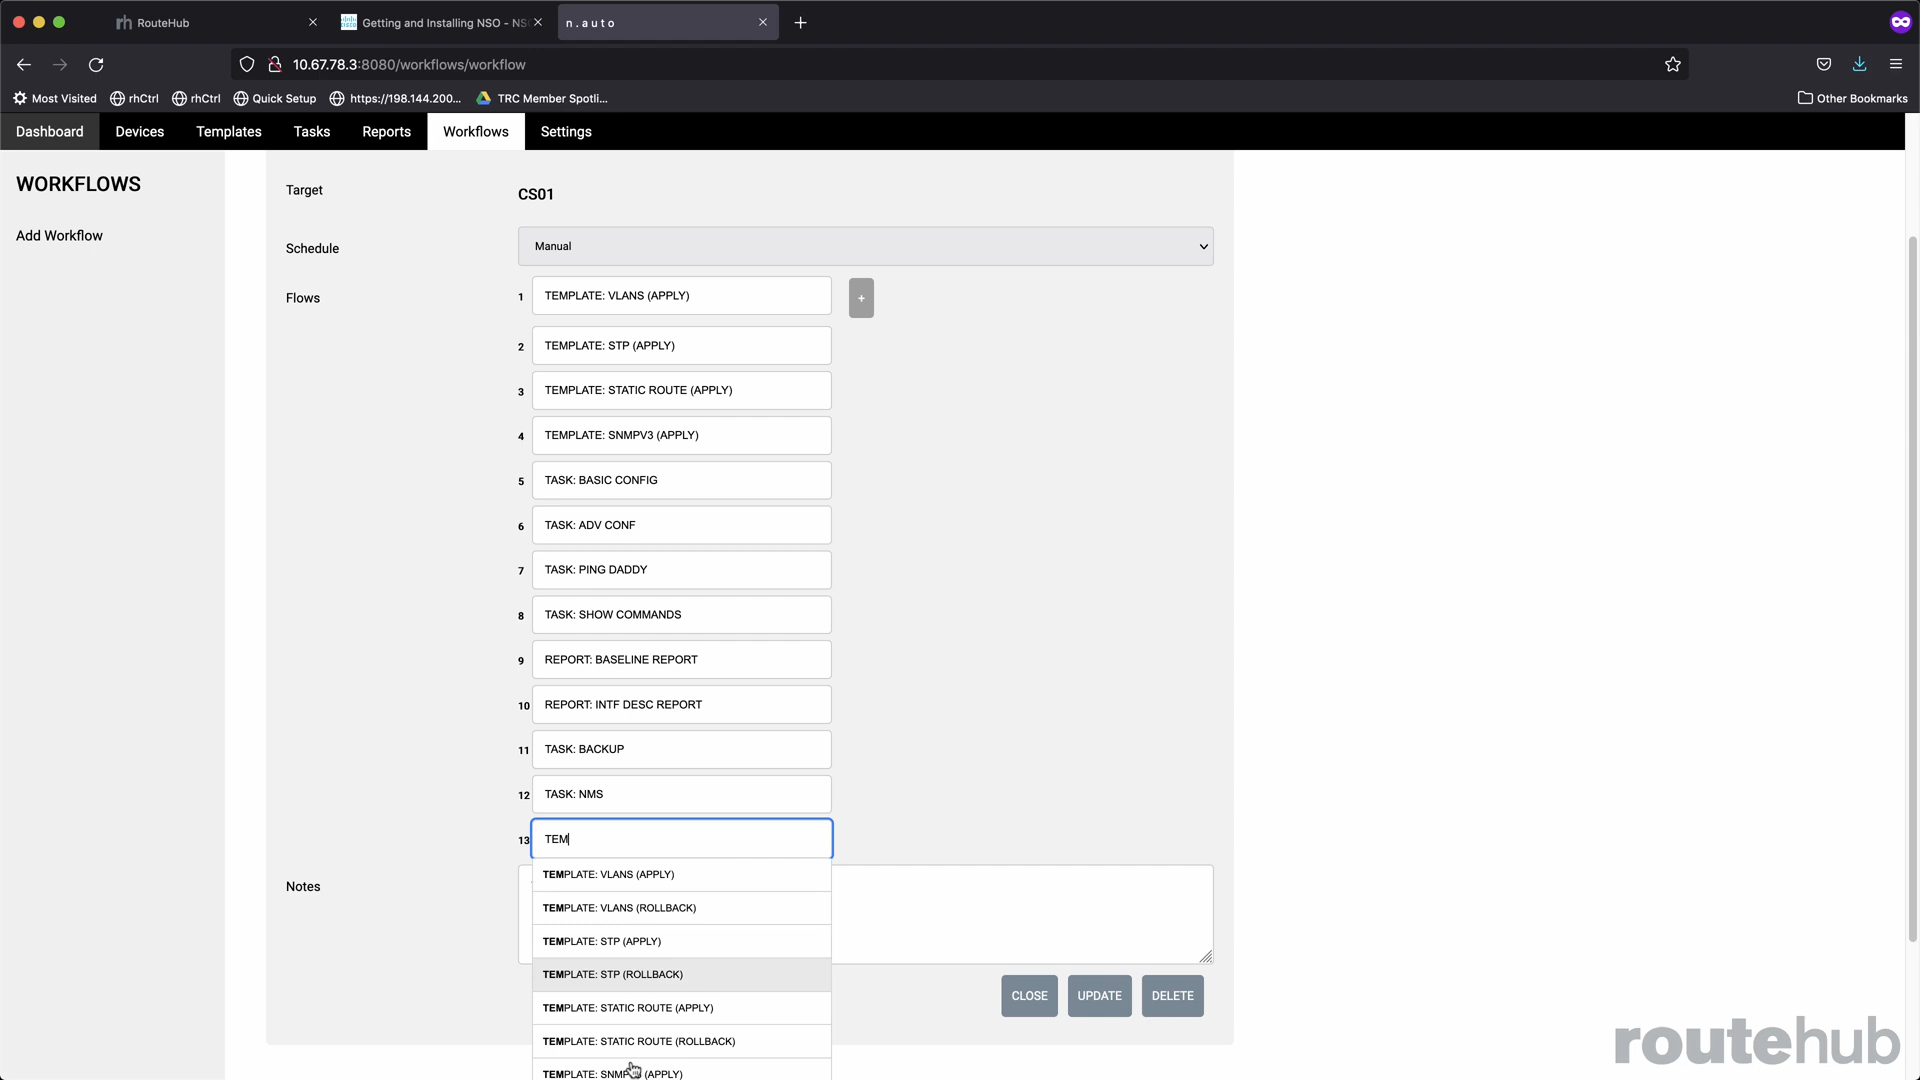 RouteHub
Getting and Installing NSO - NSO
n.auto
10.67.78.3:8080/workflows/workflow
Most Visited
rhCtrl
rhCtrl
Quick Setup
https://198.144.200...
TRC Member Spotli...
Other Bookmarks
Dashboard
Devices
Templates
Tasks
Reports
Workflows
Settings
WORKFLOWS
Add Workflow
Target
CS01
Schedule
Manual
Flows
1 TEMPLATE: VLANS (APPLY)
+
2 TEMPLATE: STP (APPLY)
3 TEMPLATE: STATIC ROUTE (APPLY)
4 TEMPLATE: SNMPV3 (APPLY)
5 TASK: BASIC CONFIG
6 TASK: ADV CONF
7 TASK: PING DADDY
8 TASK: SHOW COMMANDS
9 REPORT: BASELINE REPORT
10 REPORT: INTF DESC REPORT
11 TASK: BACKUP
12 TASK: NMS
13 TEM
TEMPLATE: VLANS (APPLY)
TEMPLATE: VLANS (ROLLBACK)
TEMPLATE: STP (APPLY)
TEMPLATE: STP (ROLLBACK)
TEMPLATE: STATIC ROUTE (APPLY)
TEMPLATE: STATIC ROUTE (ROLLBACK)
TEMPLATE: (APPLY)
Notes
CLOSE
UPDATE
DELETE
routehub